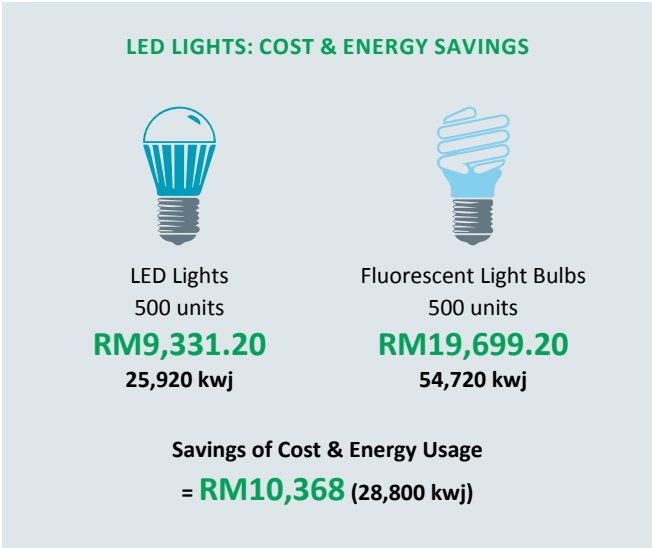 LED LIGHTS: COST & ENERGY SAVINGS
LED Lights
500 units
RM9,331.20
25,920 kwj
Fluorescent Light Bulbs
500 units
RM19,699.20
54,720 kwj
Savings of Cost & Energy Usage
= RM10,368 (28,800 kwj)